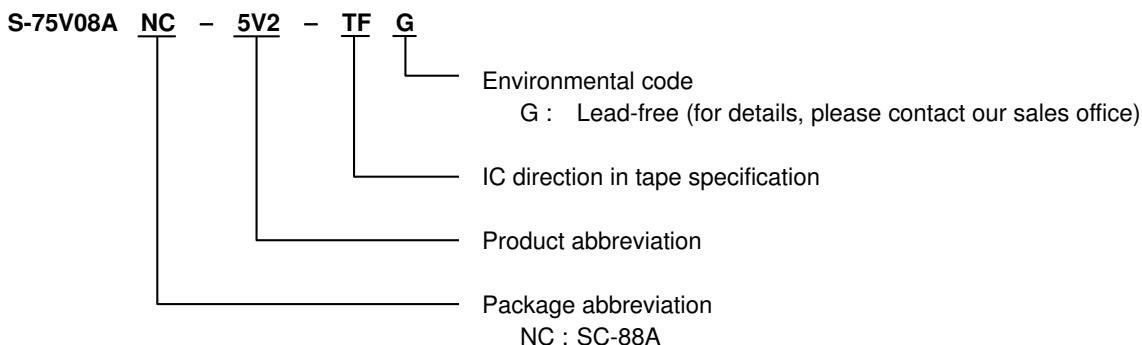 S-75V08A NC – 5V2 – TF G
Environmental code
G : Lead-free (for details, please contact our sales office)
IC direction in tape specification
Product abbreviation
Package abbreviation
NC : SC-88A